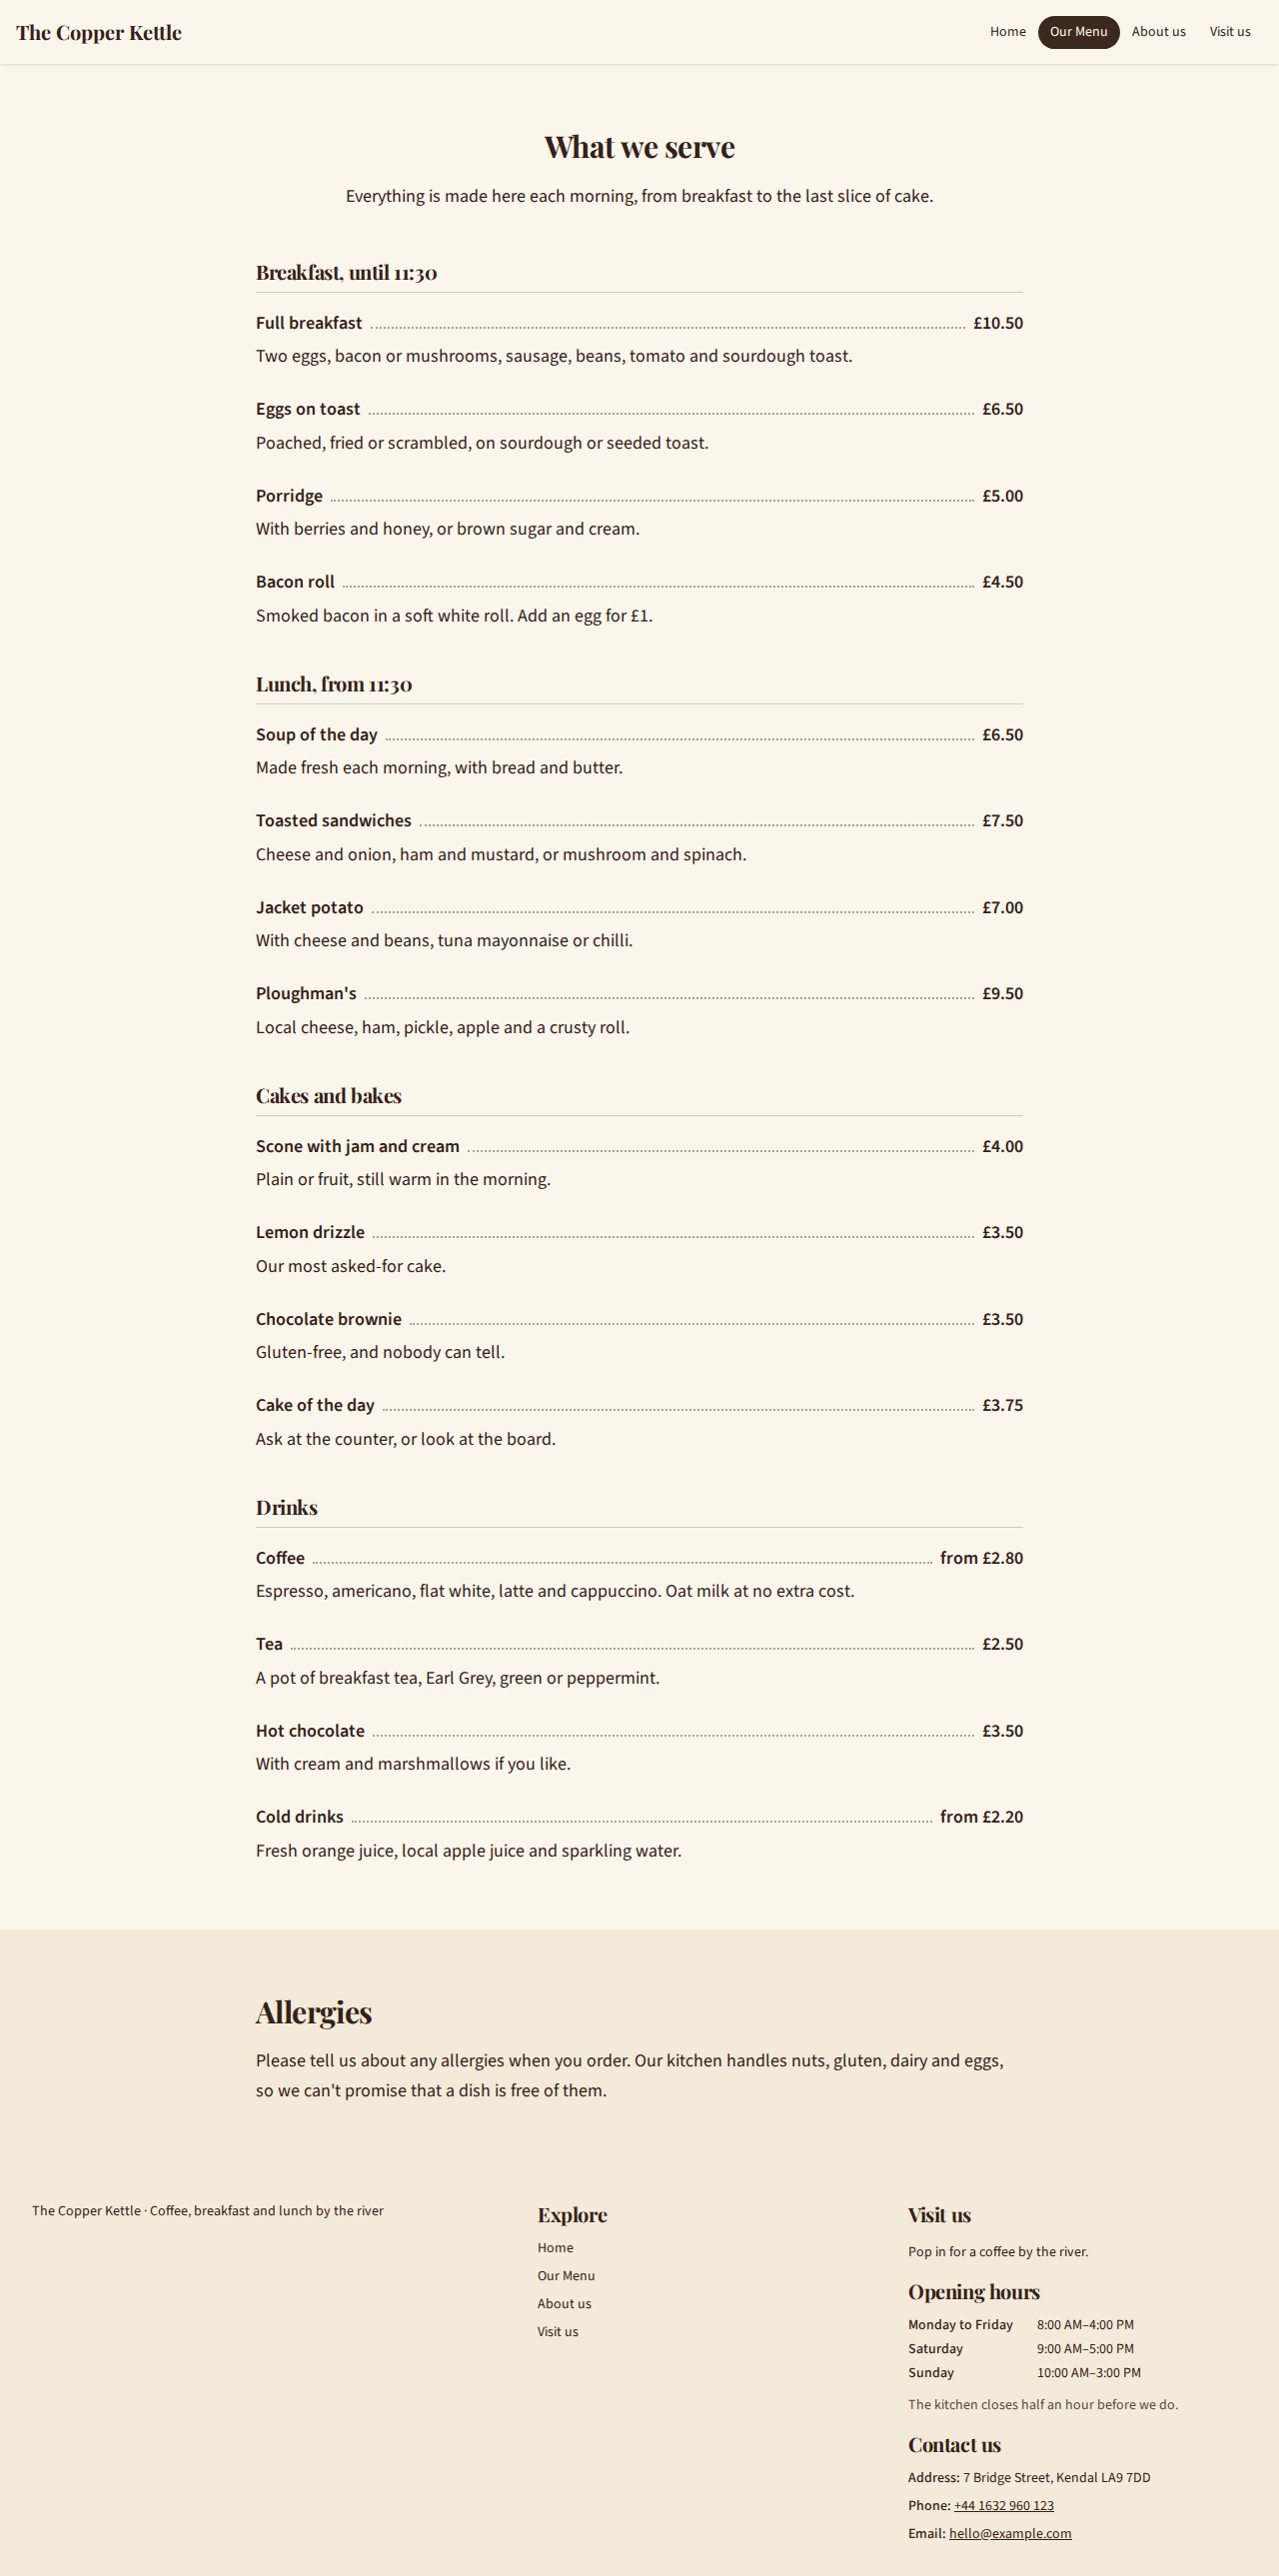 The Copper Kettle
Home
Our Menu
About us
Visit us
What we serve
Everything is made here each morning, from breakfast to the last slice of cake.
Breakfast, until 11:30
Full breakfast £10.50
Two eggs, bacon or mushrooms, sausage, beans, tomato and sourdough toast.
Eggs on toast £6.50
Poached, fried or scrambled, on sourdough or seeded toast.
Porridge £5.00
With berries and honey, or brown sugar and cream.
Bacon roll £4.50
Smoked bacon in a soft white roll. Add an egg for £1.
Lunch, from 11:30
Soup of the day £6.50
Made fresh each morning, with bread and butter.
Toasted sandwiches £7.50
Cheese and onion, ham and mustard, or mushroom and spinach.
Jacket potato £7.00
With cheese and beans, tuna mayonnaise or chilli.
Ploughman's £9.50
Local cheese, ham, pickle, apple and a crusty roll.
Cakes and bakes
Scone with jam and cream £4.00
Plain or fruit, still warm in the morning.
Lemon drizzle £3.50
Our most asked-for cake.
Chocolate brownie £3.50
Gluten-free, and nobody can tell.
Cake of the day £3.75
Ask at the counter, or look at the board.
Drinks
Coffee from £2.80
Espresso, americano, flat white, latte and cappuccino. Oat milk at no extra cost.
Tea £2.50
A pot of breakfast tea, Earl Grey, green or peppermint.
Hot chocolate £3.50
With cream and marshmallows if you like.
Cold drinks from £2.20
Fresh orange juice, local apple juice and sparkling water.
Allergies
Please tell us about any allergies when you order. Our kitchen handles nuts, gluten, dairy and eggs,
so we can't promise that a dish is free of them.
The Copper Kettle · Coffee, breakfast and lunch by the river
Explore
Home
Our Menu
About us
Visit us
Visit us
Pop in for a coffee by the river.
Opening hours
Monday to Friday 8:00 AM–4:00 PM
Saturday 9:00 AM–5:00 PM
Sunday 10:00 AM–3:00 PM
The kitchen closes half an hour before we do.
Contact us
Address: 7 Bridge Street, Kendal LA9 7DD
Phone: +44 1632 960 123
Email: hello@example.com